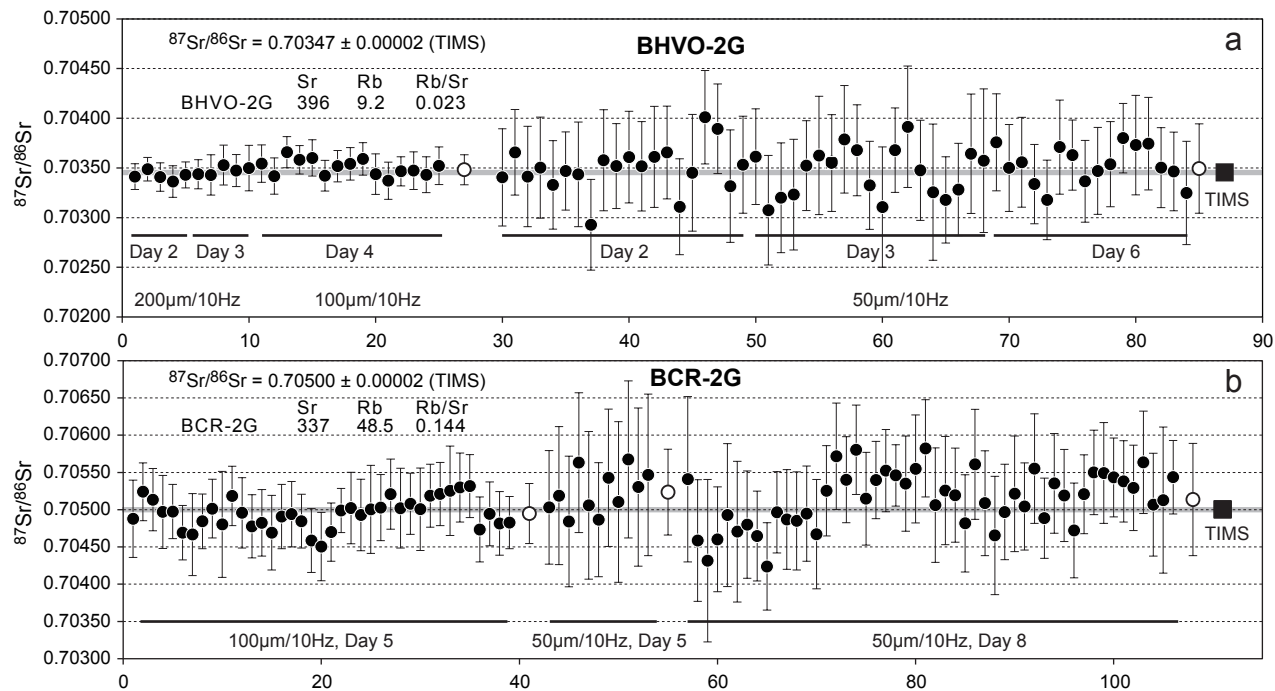 a
BHVO-2G
⁸⁷Sr/⁸⁶Sr = 0.70347 ± 0.00002 (TIMS)
Sr Rb Rb/Sr
BHVO-2G 396 9.2 0.023
⁸⁷Sr/⁸⁶Sr
0.70500
0.70450
0.70400
0.70350
0.70300
0.70250
0.70200
TIMS
Day 2 Day 3 Day 4 Day 2 Day 3 Day 6
200µm/10Hz 100µm/10Hz 50µm/10Hz
0 10 20 30 40 50 60 70 80 90
b
BCR-2G
⁸⁷Sr/⁸⁶Sr = 0.70500 ± 0.00002 (TIMS)
Sr Rb Rb/Sr
BCR-2G 337 48.5 0.144
⁸⁷Sr/⁸⁶Sr
0.70700
0.70650
0.70600
0.70550
0.70500
0.70450
0.70400
0.70350
0.70300
TIMS
100µm/10Hz, Day 5 50µm/10Hz, Day 5 50µm/10Hz, Day 8
0 20 40 60 80 100